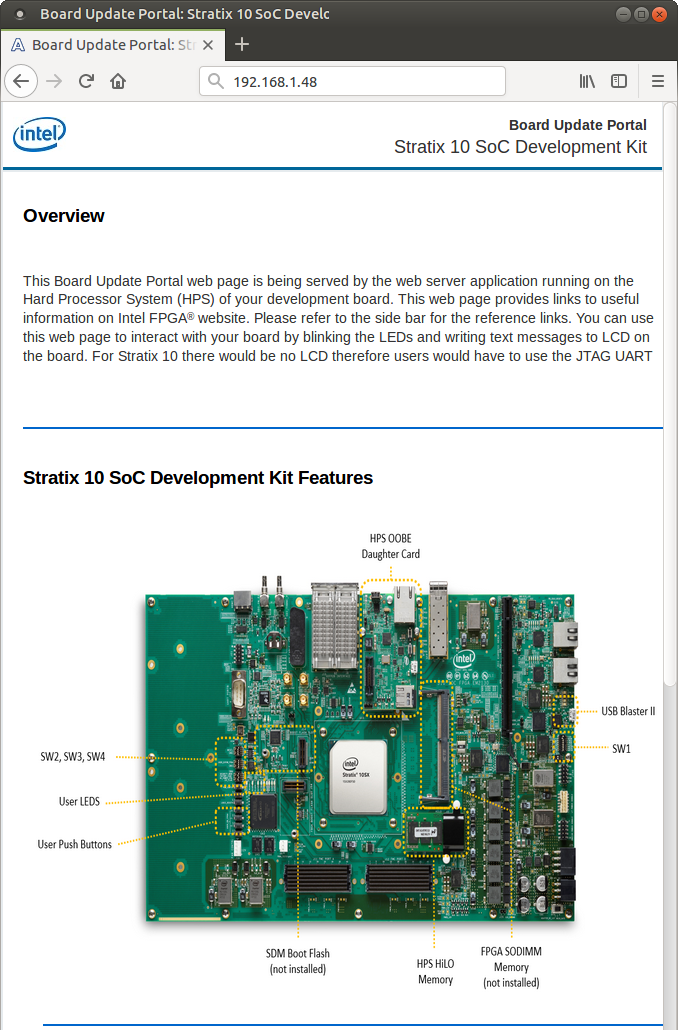 Board Update Portal: Stratix 10 SoC Develc
Board Update Portal: Str
192.168.1.48
intel
Board Update Portal
Stratix 10 SoC Development Kit
Overview
This Board Update Portal web page is being served by the web server application running on the
Hard Processor System (HPS) of your development board. This web page provides links to useful
information on Intel FPGA® website. Please refer to the side bar for the reference links. You can use
this web page to interact with your board by blinking the LEDs and writing text messages to LCD on
the board. For Stratix 10 there would be no LCD therefore users would have to use the JTAG UART
Stratix 10 SoC Development Kit Features
HPS OOBE
Daughter Card
intel
USB Blaster II
SW1
SW2, SW3, SW4
intel
Stratix® 10SX
User LEDS
User Push Buttons
SDM Boot Flash
(not installed)
HPS HiLO
Memory
FPGA SODIMM
Memory
(not installed)